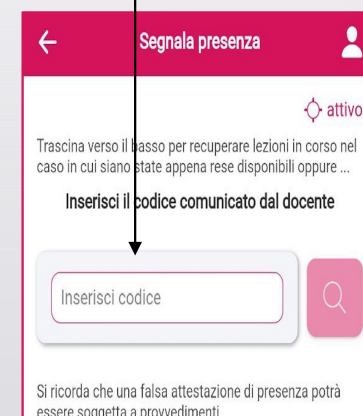 Segnala presenza
attivo
Trascina verso il basso per recuperare lezioni in corso nel
caso in cui siano state appena rese disponibili oppure ...
Inserisci il codice comunicato dal docente
Inserisci codice
Si ricorda che una falsa attestazione di presenza potrà
essere soggetta a provvedimenti